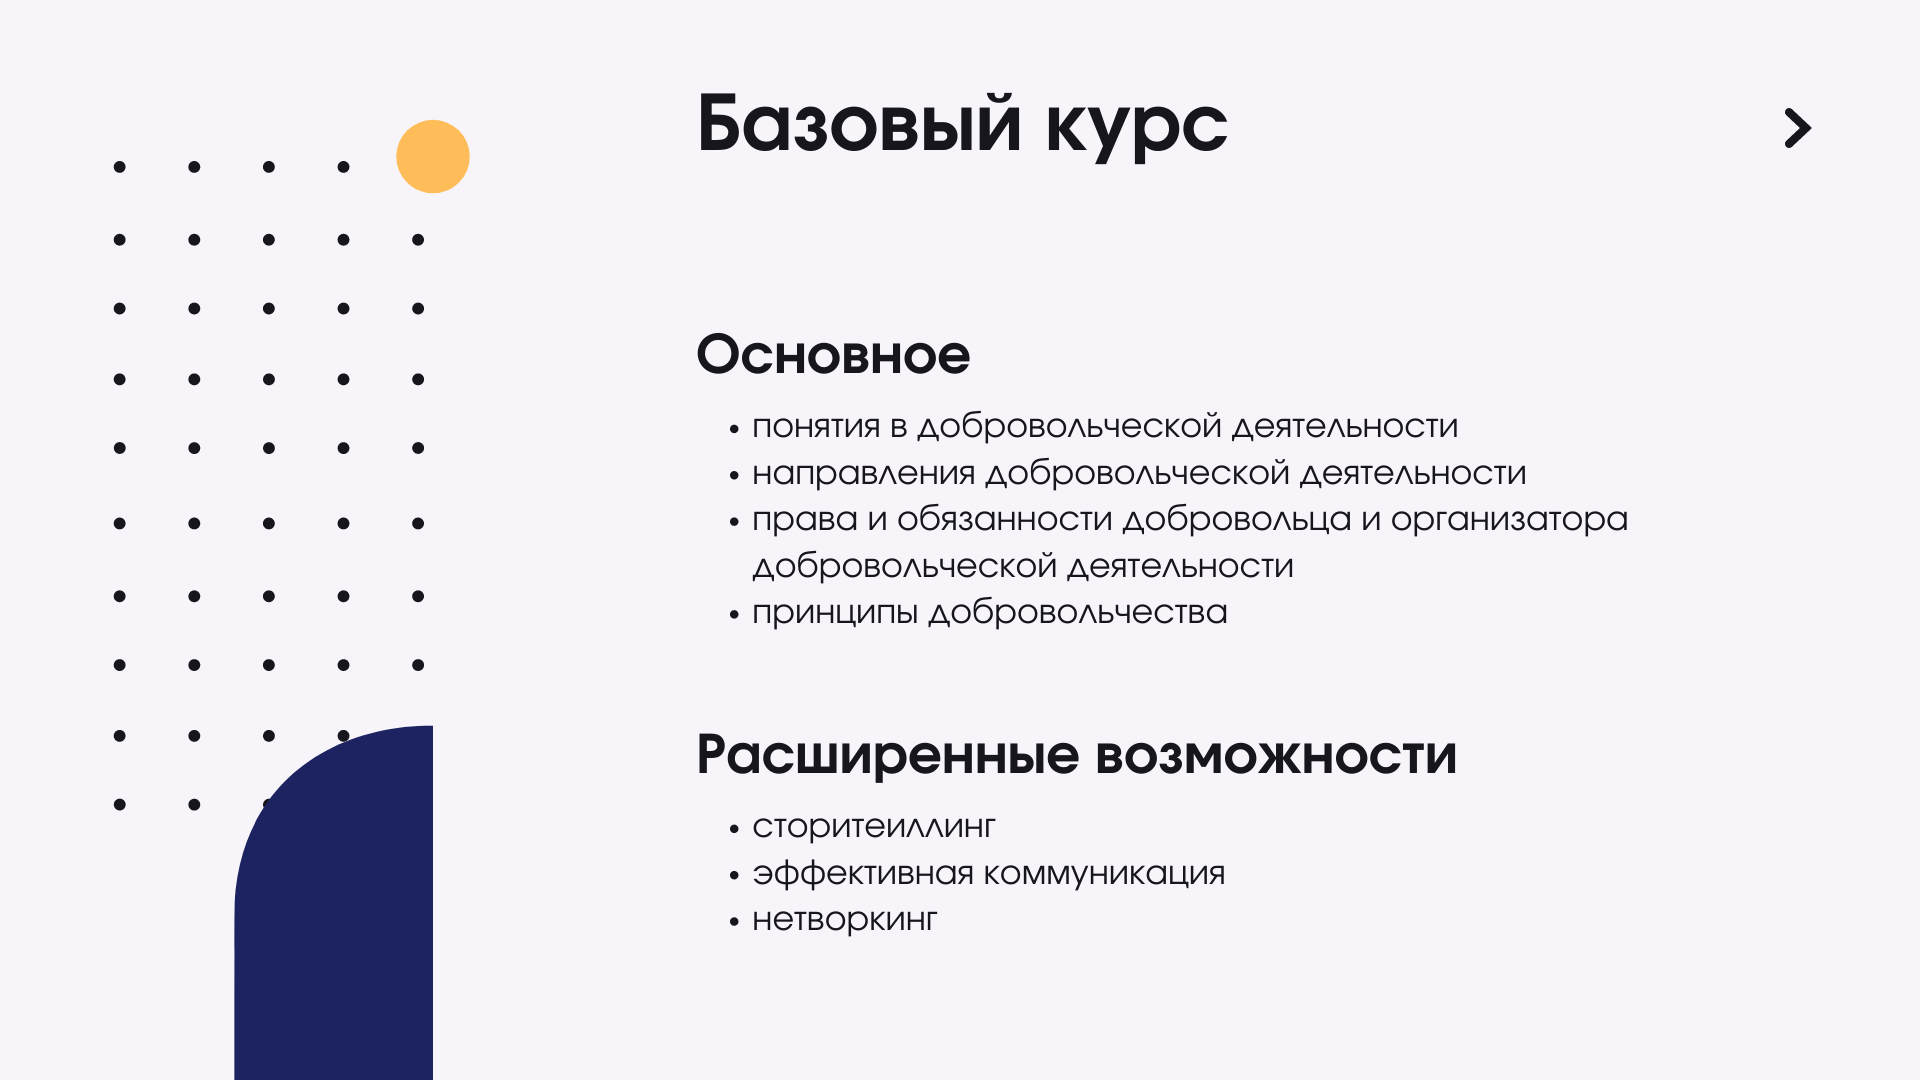 Базовый курс
Основное
• понятия в добровольческой деятельности
• направления добровольческой деятельности
• права и обязанности добровольца и организатора
добровольческой деятельности
• принципы добровольчества
Расширенные возможности
• сторитеиллинг
• эффективная коммуникация
• нетворкинг